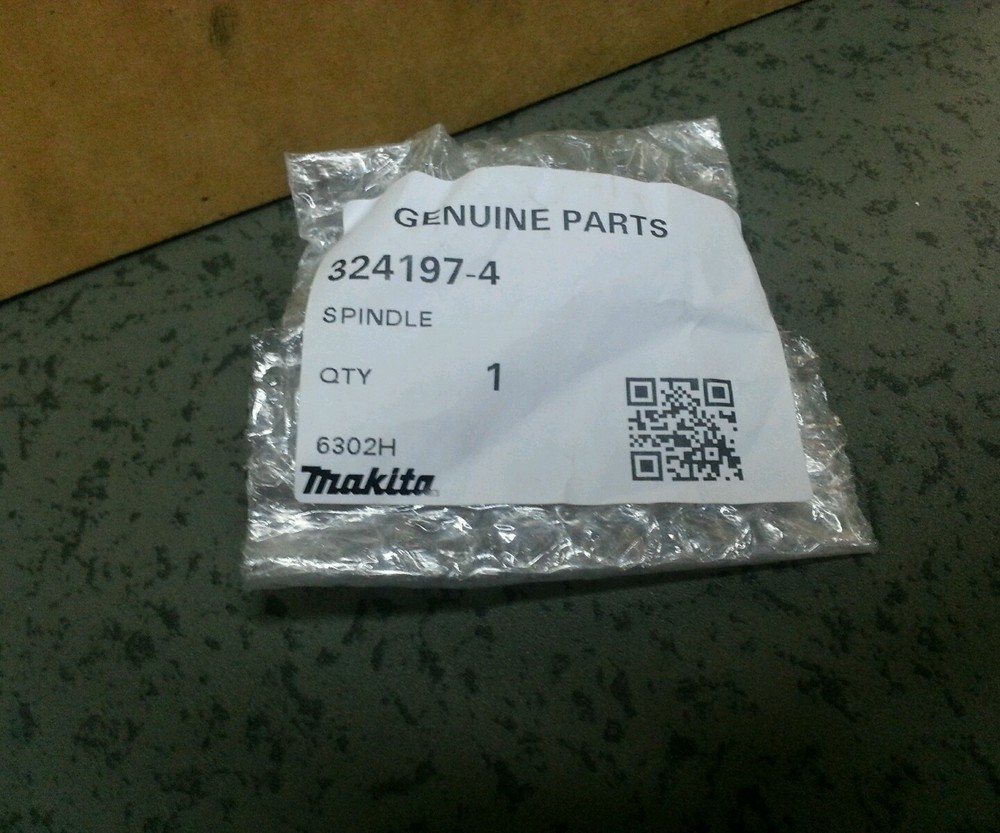 GENUINE PARTS
324197-4
SPINDLE
QTY 1
6302H
makita